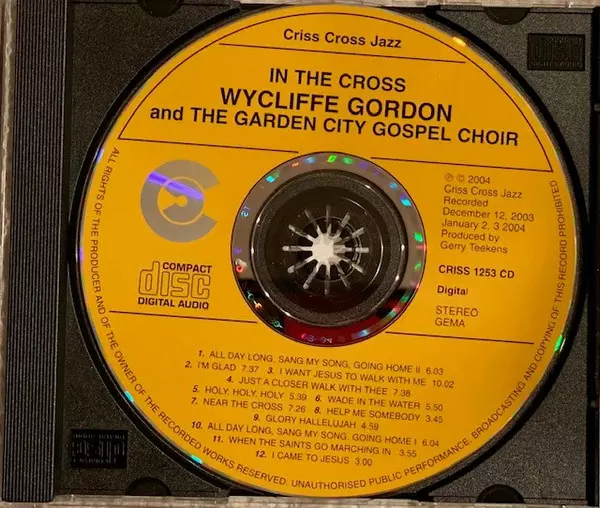 Criss Cross Jazz
IN THE CROSS
WYCLIFFE GORDON
and THE GARDEN CITY GOSPEL CHOIR
℗ © 2004
Criss Cross Jazz
Recorded
December 12, 2003
January 2, 3 2004
Produced by
Gerry Teekens
CRISS 1253 CD
Digital
STEREO
GEMA
COMPACT
disc
DIGITAL AUDIO
1. ALL DAY LONG, SANG MY SONG, GOING HOME II 6.03
2. I'M GLAD 7.37 3. I WANT JESUS TO WALK WITH ME 10.02
4. JUST A CLOSER WALK WITH THEE 7.38
5. HOLY, HOLY, HOLY 5.39 6. WADE IN THE WATER 5.50
7. NEAR THE CROSS 7.26 8. HELP ME SOMEBODY 3.45
9. GLORY HALLELUJAH 4.59
10. ALL DAY LONG, SANG MY SONG, GOING HOME I 6.04
11. WHEN THE SAINTS GO MARCHING IN 3.55
12. I CAME TO JESUS 3.00
ALL RIGHTS OF THE PRODUCER AND OF THE OWNER OF THE RECORDED WORKS RESERVED. UNAUTHORISED PUBLIC PERFORMANCE, BROADCASTING AND COPYING OF THIS RECORD PROHIBITED